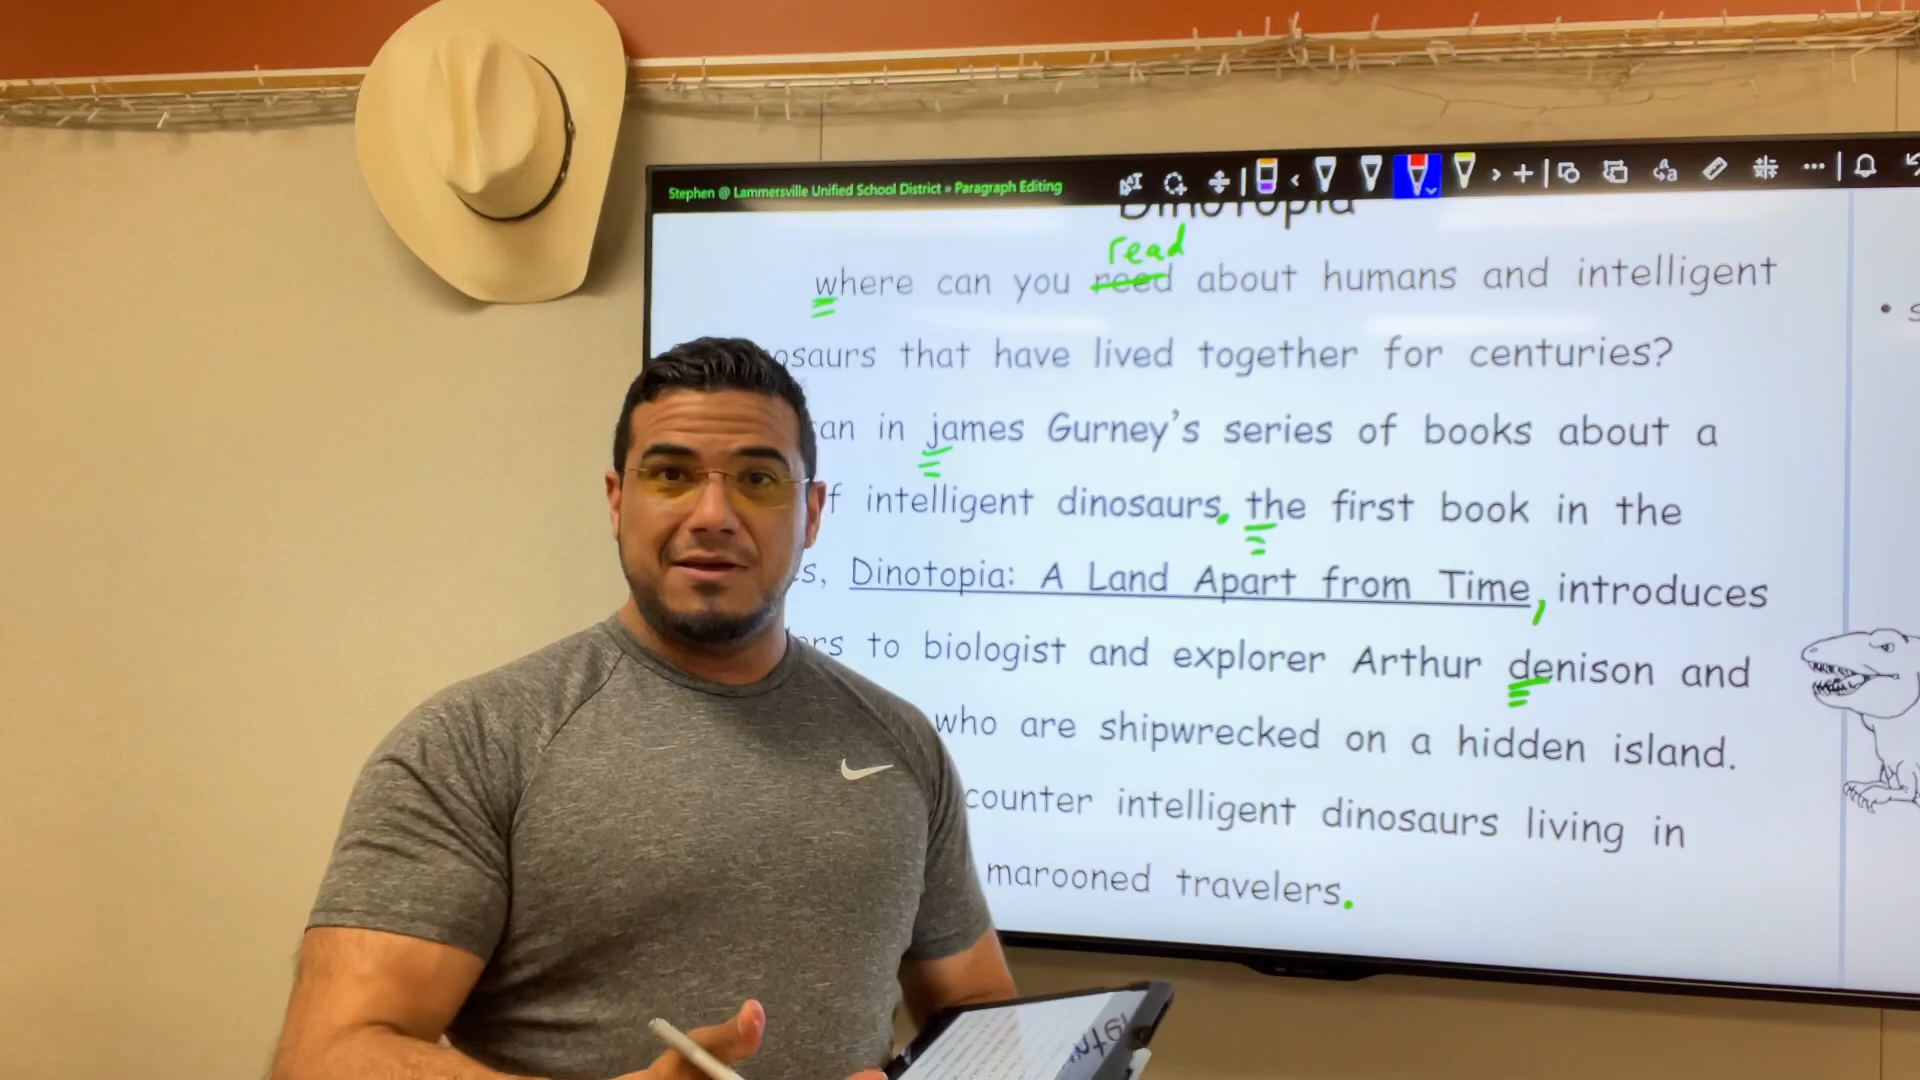 Stephen @ Lammersville Unified School District » Paragraph Editing
Dinotopia
read
where can you reed about humans and intelligent
osaurs that have lived together for centuries?
an in james Gurney's series of books about a
f intelligent dinosaurs. the first book in the
s, Dinotopia: A Land Apart from Time, introduces
ers to biologist and explorer Arthur denison and
who are shipwrecked on a hidden island.
counter intelligent dinosaurs living in
marooned travelers.